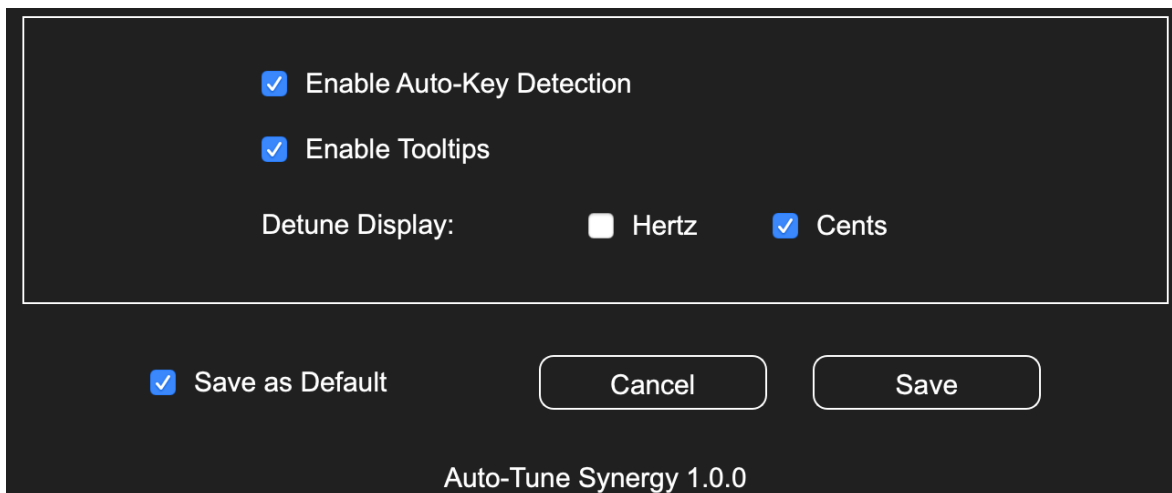 Enable Auto-Key Detection
Enable Tooltips
Detune Display: Hertz Cents
Save as Default Cancel Save
Auto-Tune Synergy 1.0.0